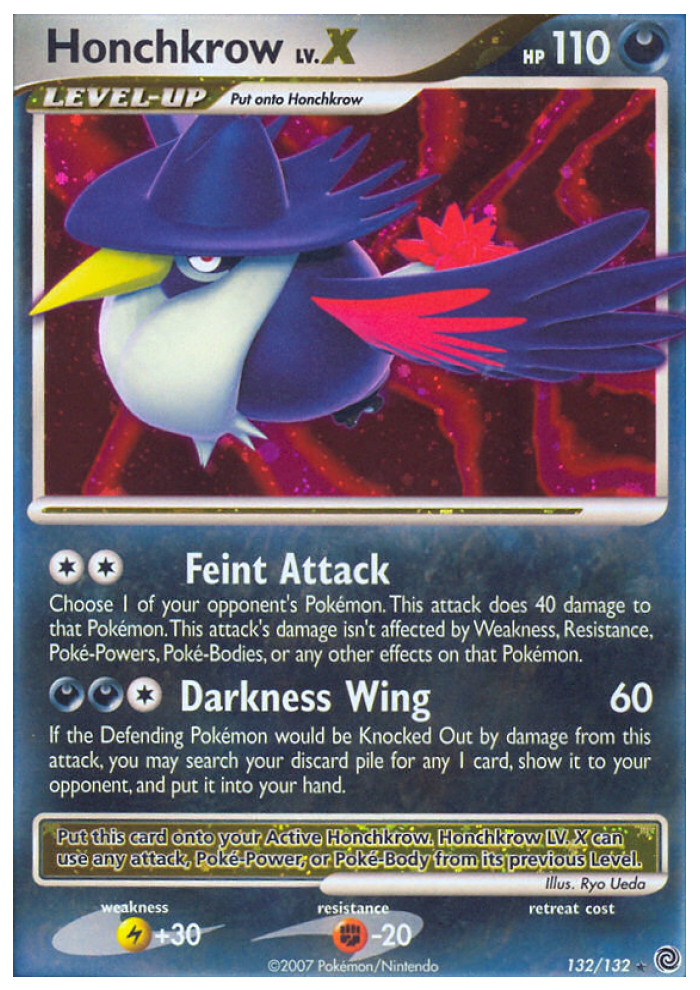 Honchkrow LV.X HP 110
LEVEL-UP Put onto Honchkrow
Feint Attack
Choose 1 of your opponent's Pokémon. This attack does 40 damage to
that Pokémon. This attack's damage isn't affected by Weakness, Resistance,
Poké-Powers, Poké-Bodies, or any other effects on that Pokémon.
Darkness Wing 60
If the Defending Pokémon would be Knocked Out by damage from this
attack, you may search your discard pile for any 1 card, show it to your
opponent, and put it into your hand.
Put this card onto your Active Honchkrow. Honchkrow LV. X can
use any attack, Poké-Power, or Poké-Body from its previous Level.
Illus. Ryo Ueda
weakness resistance retreat cost
+30 -20
©2007 Pokémon/Nintendo 132/132